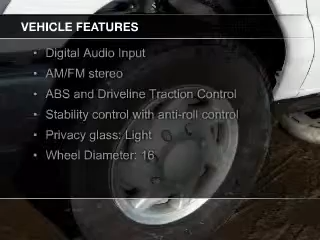 VEHICLE FEATURES
• Digital Audio Input
• AM/FM stereo
• ABS and Driveline Traction Control
• Stability control with anti-roll control
• Privacy glass: Light
• Wheel Diameter: 16